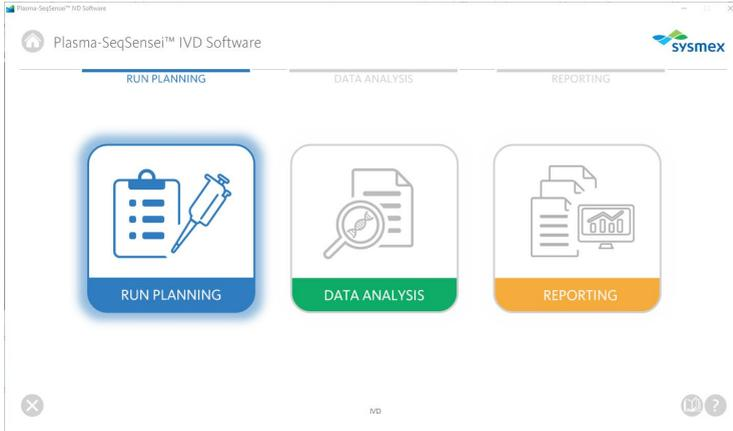 Plasma-SeqSensei™ IVD Software
Plasma-SeqSensei™ IVD Software
sysmex
RUN PLANNING
DATA ANALYSIS
REPORTING
RUN PLANNING
DATA ANALYSIS
REPORTING
IVD
?